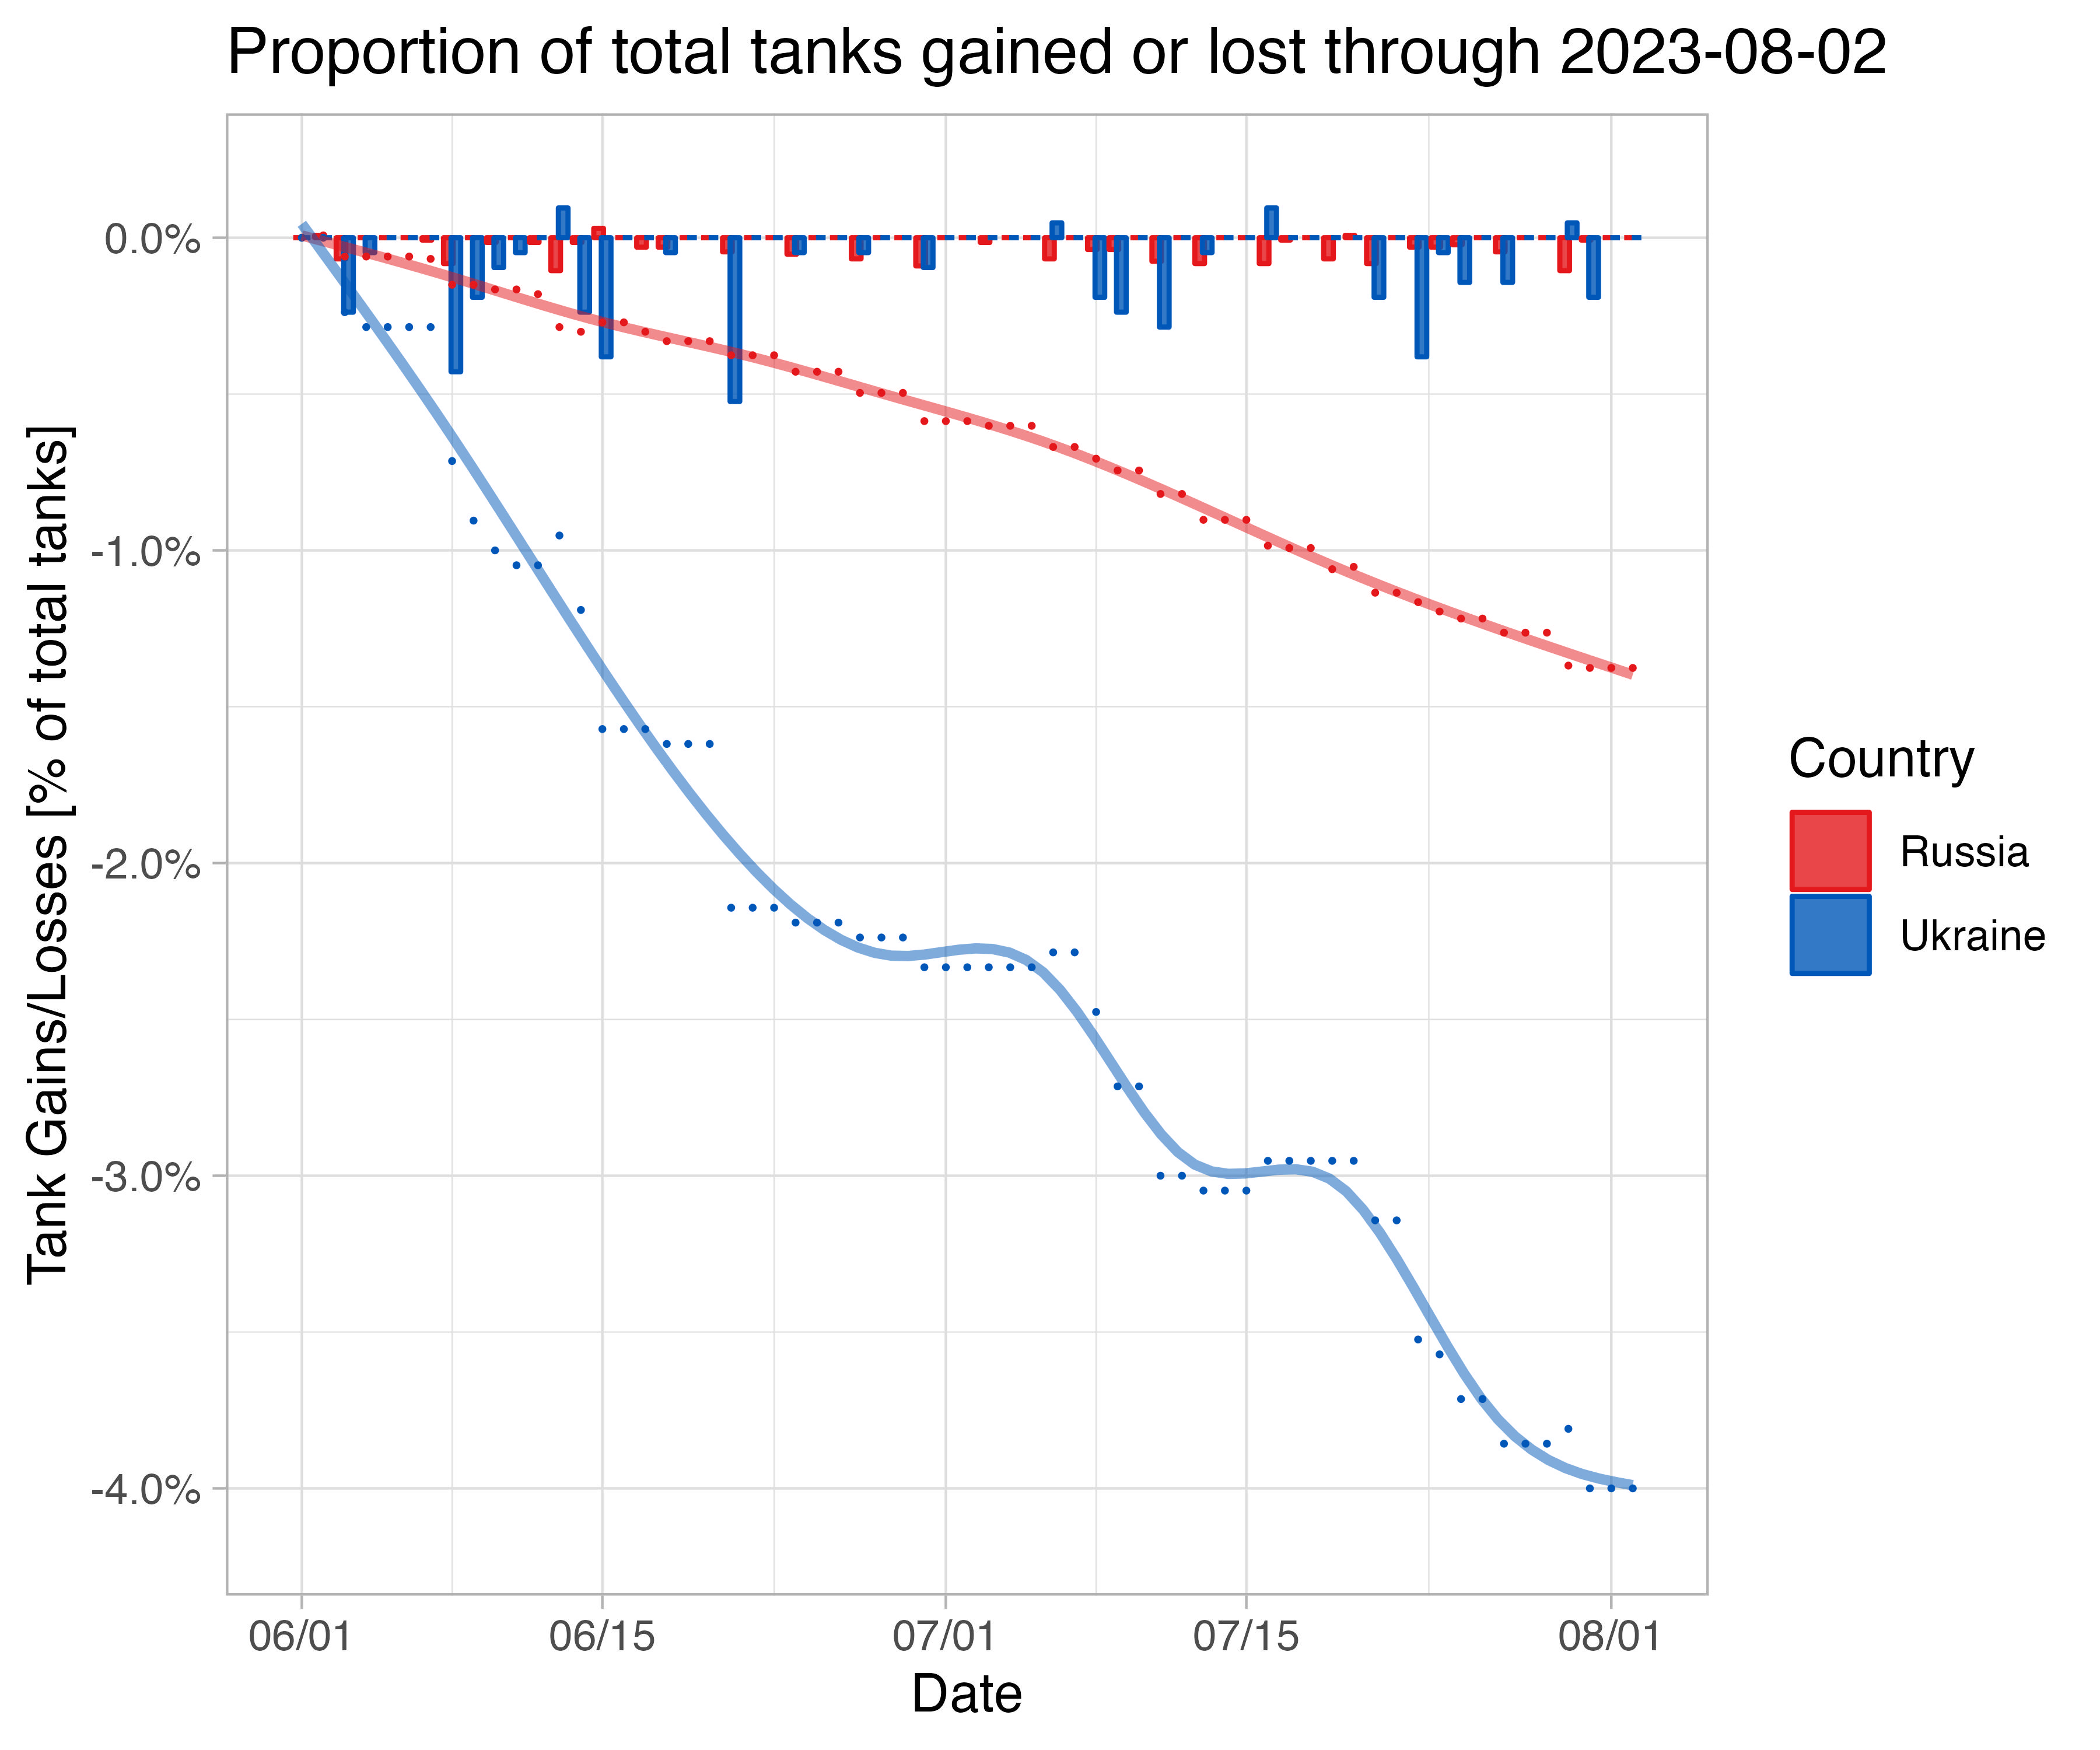 Proportion of total tanks gained or lost through 2023-08-02
Tank Gains/Losses [% of total tanks]
0.0%
-1.0%
-2.0%
-3.0%
-4.0%
06/01
06/15
07/01
07/15
08/01
Date
Country
Russia
Ukraine